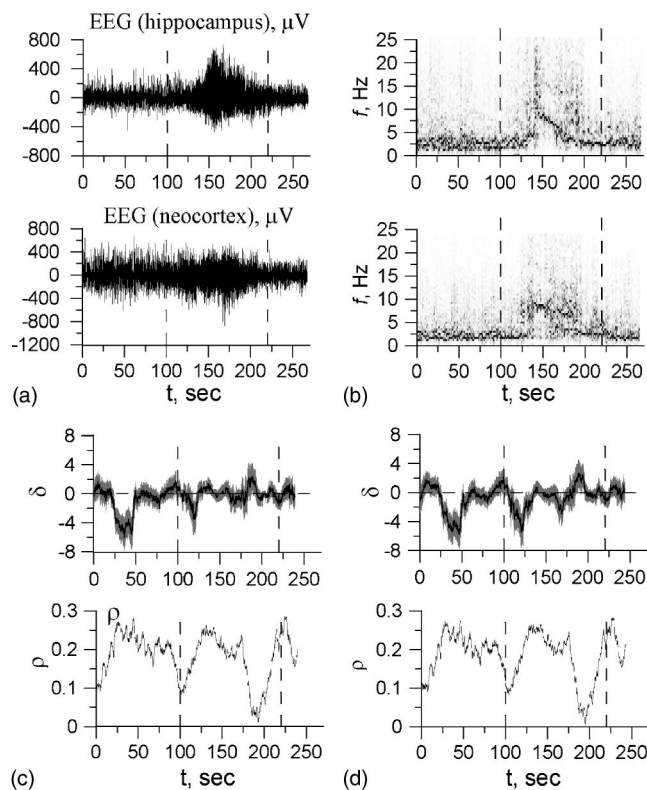 EEG (hippocampus), μV
800
400
0
-400
-800
0 50 100 150 200 250
EEG (neocortex), μV
800
400
0
-400
-800
-1200
0 50 100 150 200 250
t, sec
(a)
f, Hz
25
20
15
10
5
0
0 50 100 150 200 250
f, Hz
25
20
15
10
5
0
0 50 100 150 200 250
t, sec
(b)
δ
8
4
0
-4
-8
0 50 100 150 200 250
ρ
ρ
0.3
0.2
0.1
0
0 50 100 150 200 250
t, sec
(c)
δ
8
4
0
-4
-8
0 50 100 150 200 250
ρ
0.3
0.2
0.1
0
0 50 100 150 200 250
t, sec
(d)